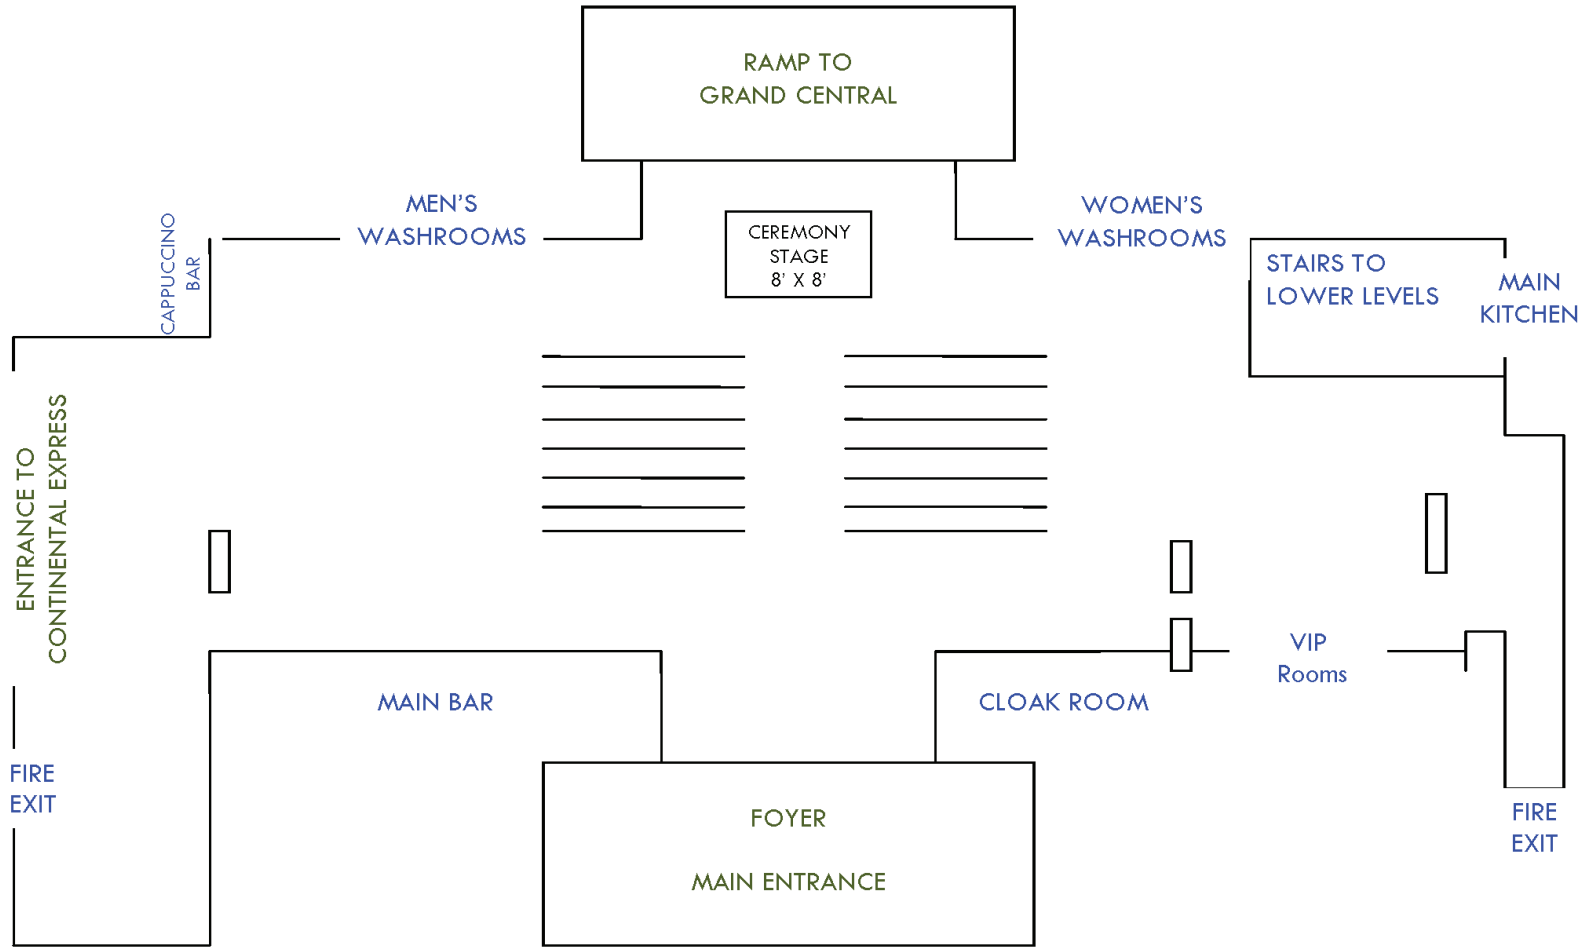 RAMP TO
GRAND CENTRAL
MEN'S
WASHROOMS
CEREMONY
STAGE
8' X 8'
WOMEN'S
WASHROOMS
CAPPUCCINO
BAR
STAIRS TO
LOWER LEVELS
MAIN
KITCHEN
ENTRANCE TO
CONTINENTAL EXPRESS
VIP
Rooms
MAIN BAR
CLOAK ROOM
FIRE
EXIT
FOYER
MAIN ENTRANCE
FIRE
EXIT